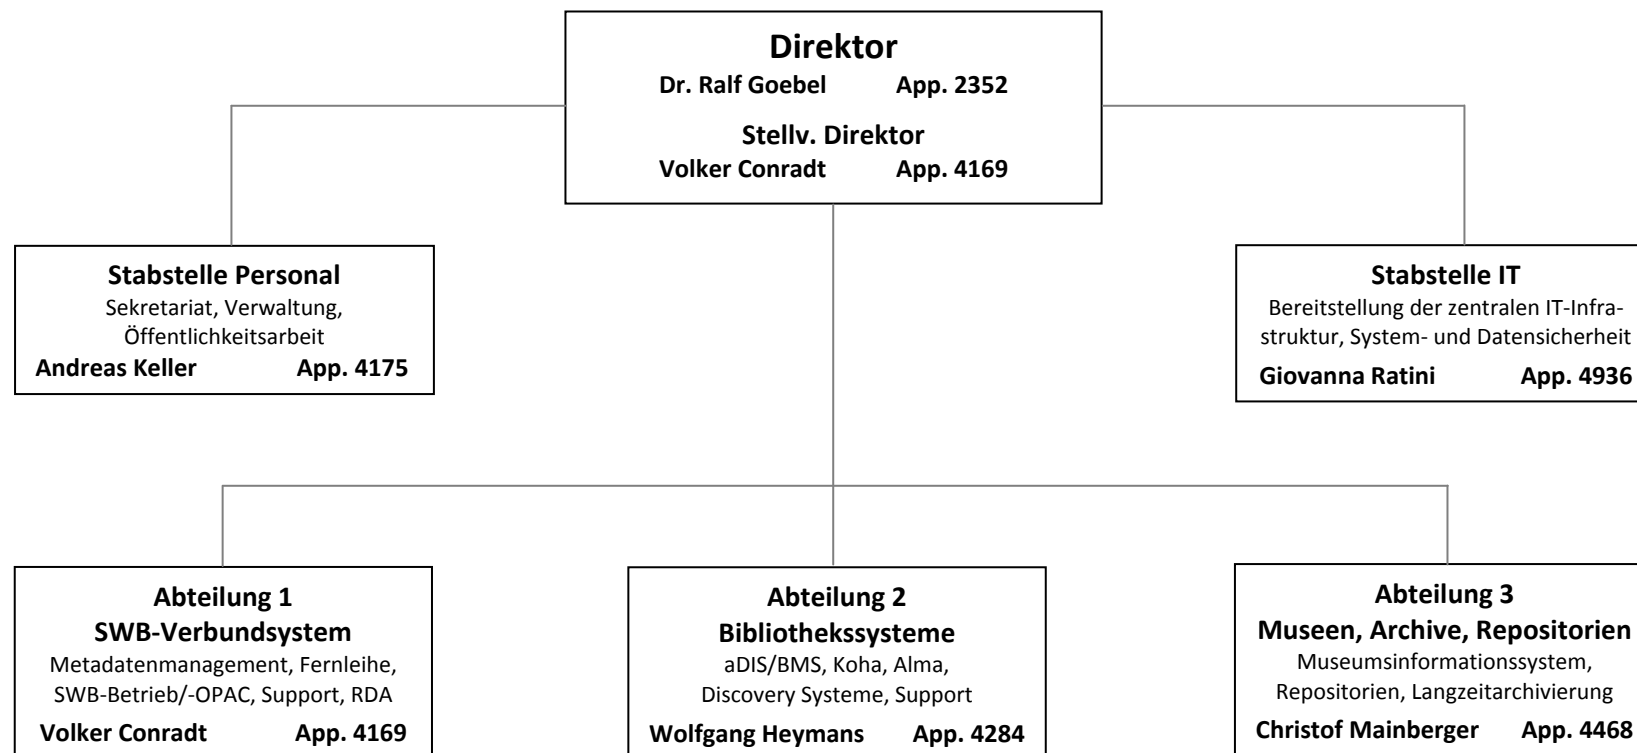 Direktor
Dr. Ralf Goebel App. 2352
Stellv. Direktor
Volker Conradt App. 4169
Stabstelle Personal
Sekretariat, Verwaltung,
Öffentlichkeitsarbeit
Andreas Keller App. 4175
Stabstelle IT
Bereitstellung der zentralen IT-Infra-
struktur, System- und Datensicherheit
Giovanna Ratini App. 4936
Abteilung 1
SWB-Verbundsystem
Metadatenmanagement, Fernleihe,
SWB-Betrieb/-OPAC, Support, RDA
Volker Conradt App. 4169
Abteilung 2
Bibliothekssysteme
aDIS/BMS, Koha, Alma,
Discovery Systeme, Support
Wolfgang Heymans App. 4284
Abteilung 3
Museen, Archive, Repositorien
Museumsinformationssystem,
Repositorien, Langzeitarchivierung
Christof Mainberger App. 4468